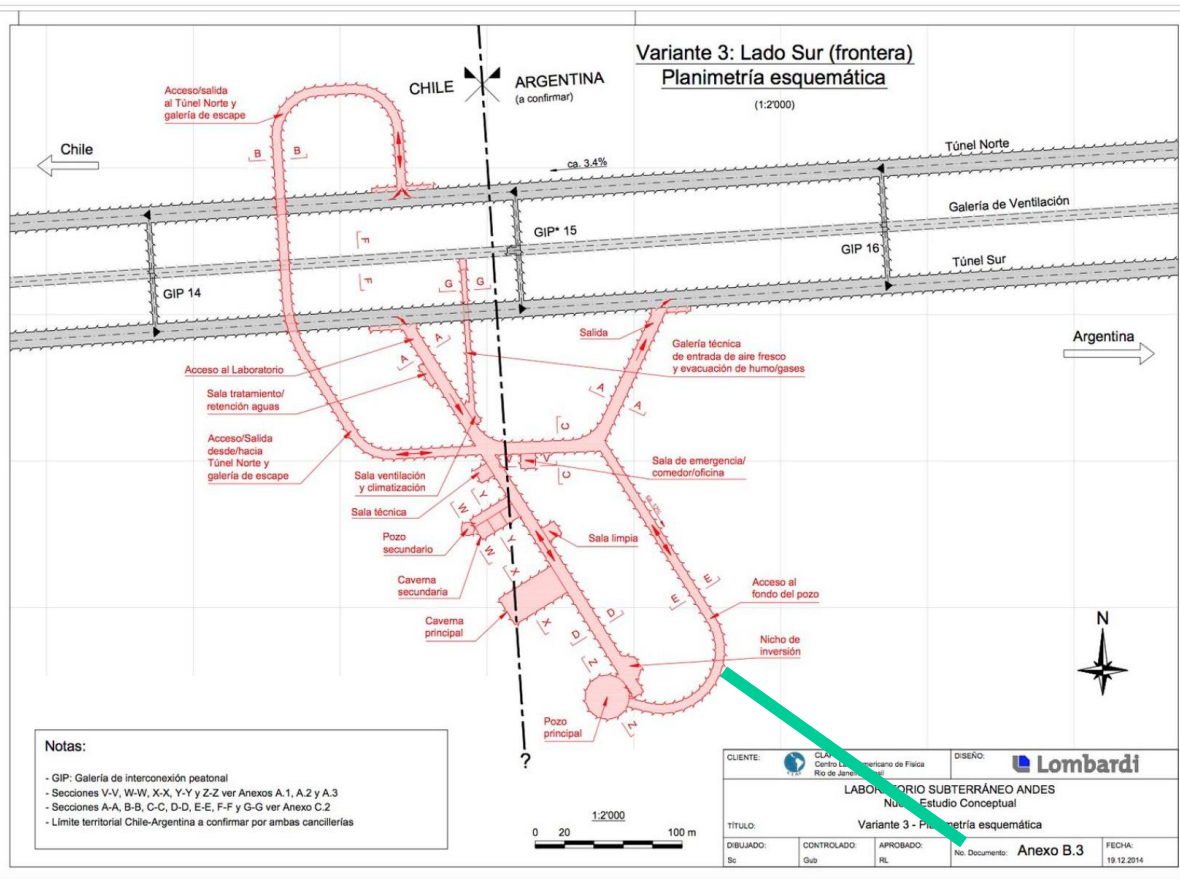 Variante 3: Lado Sur (frontera)
Planimetría esquemática
(1:2'000)
CHILE
ARGENTINA
(a confirmar)
Acceso/salida
al Túnel Norte y
galería de escape
B
B
Chile
ca. 3.4%
Túnel Norte
Galería de Ventilación
GIP* 15
GIP 16
Túnel Sur
F
F
GIP 14
G
G
Argentina
Salida
Galería técnica
de entrada de aire fresco
y evacuación de humo/gases
A
A
Acceso al Laboratorio
Sala tratamiento/
retención aguas
A
A
Acceso/Salida
desde/hacia
Túnel Norte y
galería de escape
C
C
V
V
Sala de emergencia/
comedor/oficina
Sala ventilación
y climatización
Sala técnica
Y
W
Pozo
secundario
Y
W
Sala limpia
Caverna
secundaria
X
E
E
Acceso al
fondo del pozo
Caverna
principal
X
D
D
Nicho de
inversión
Z
Z
Pozo
principal
N
?
Notas:
- GIP: Galería de interconexión peatonal
- Secciones V-V, W-W, X-X, Y-Y y Z-Z ver Anexos A.1, A.2 y A.3
- Secciones A-A, B-B, C-C, D-D, E-E, F-F y G-G ver Anexo C.2
- Límite territorial Chile-Argentina a confirmar por ambas cancillerías
1:2'000
0 20 100 m
CLIENTE:
Centro
de Física
Rio de
DISEÑO:
Lombardi
SUBTERRÁNEO ANDES
Estudio Conceptual
TÍTULO:
Variante 3 - esquemática
DIBUJADO:
Sc
CONTROLADO:
Gub
APROBADO:
RL
No. Documento:
Anexo B.3
FECHA:
19.12.2014